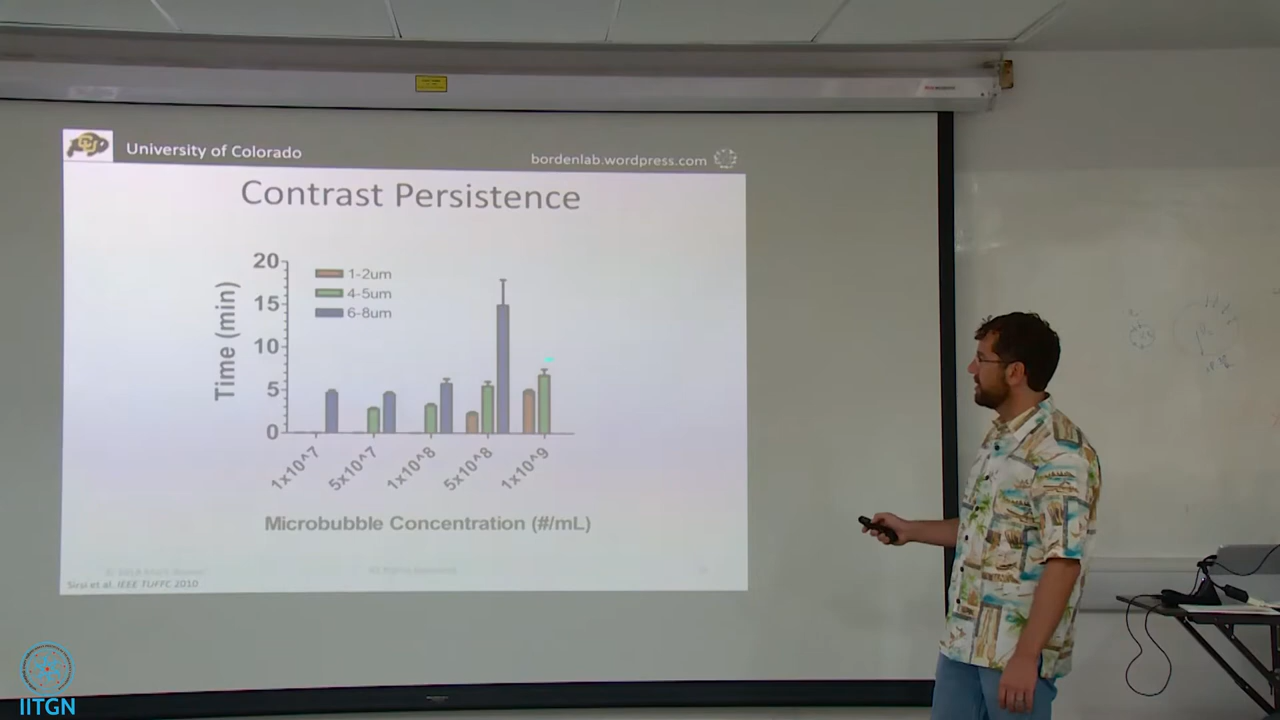 University of Colorado
bordenlab.wordpress.com
Contrast Persistence
20
15
10
5
0
Time (min)
1-2um
4-5um
6-8um
1x10^7
5x10^7
1x10^8
5x10^8
1x10^9
Microbubble Concentration (#/mL)
Sirsi et al. IEEE TUFFC 2010
IITGN